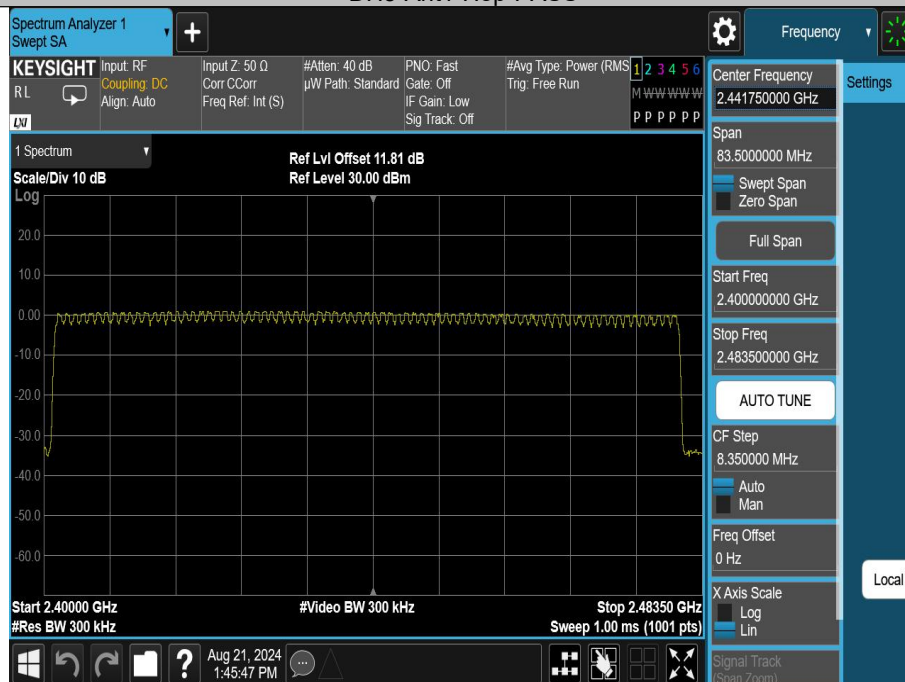 Spectrum Analyzer 1
Swept SA
+
Frequency
KEYSIGHT
RL
LXI
Input: RF
Coupling: DC
Align: Auto
Input Z: 50 Ω
Corr CCorr
Freq Ref: Int (S)
#Atten: 40 dB
µW Path: Standard
PNO: Fast
Gate: Off
IF Gain: Low
Sig Track: Off
#Avg Type: Power (RMS
Trig: Free Run
1 2 3 4 5 6
M W W W W W
P P P P P P
1 Spectrum
Scale/Div 10 dB
Log
Ref Lvl Offset 11.81 dB
Ref Level 30.00 dBm
20.0
10.0
0.00
-10.0
-20.0
-30.0
-40.0
-50.0
-60.0
Start 2.40000 GHz
#Res BW 300 kHz
#Video BW 300 kHz
Stop 2.48350 GHz
Sweep 1.00 ms (1001 pts)
Center Frequency
2.441750000 GHz
Settings
Span
83.5000000 MHz
Swept Span
Zero Span
Full Span
Start Freq
2.400000000 GHz
Stop Freq
2.483500000 GHz
AUTO TUNE
CF Step
8.350000 MHz
Auto
Man
Freq Offset
0 Hz
X Axis Scale
Log
Lin
Local
Signal Track
(Span Zoom)
?
Aug 21, 2024
1:45:47 PM